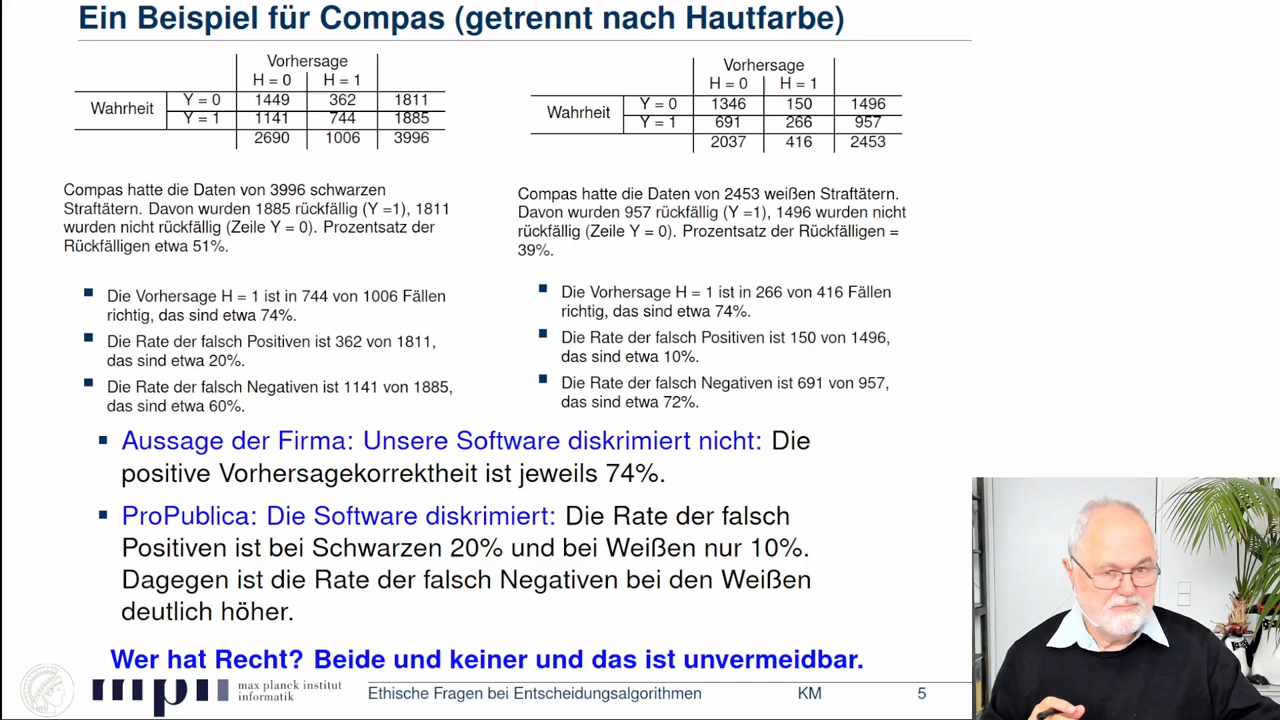 Ein Beispiel für Compas (getrennt nach Hautfarbe)
Vorhersage
H = 0 H = 1
Wahrheit Y = 0 1449 362 1811
Y = 1 1141 744 1885
2690 1006 3996
Compas hatte die Daten von 3996 schwarzen
Straftätern. Davon wurden 1885 rückfällig (Y =1), 1811
wurden nicht rückfällig (Zeile Y = 0). Prozentsatz der
Rückfälligen etwa 51%.
Die Vorhersage H = 1 ist in 744 von 1006 Fällen
richtig, das sind etwa 74%.
Die Rate der falsch Positiven ist 362 von 1811,
das sind etwa 20%.
Die Rate der falsch Negativen ist 1141 von 1885,
das sind etwa 60%.
Vorhersage
H = 0 H = 1
Wahrheit Y = 0 1346 150 1496
Y = 1 691 266 957
2037 416 2453
Compas hatte die Daten von 2453 weißen Straftätern.
Davon wurden 957 rückfällig (Y =1), 1496 wurden nicht
rückfällig (Zeile Y = 0). Prozentsatz der Rückfälligen =
39%.
Die Vorhersage H = 1 ist in 266 von 416 Fällen
richtig, das sind etwa 74%.
Die Rate der falsch Positiven ist 150 von 1496,
das sind etwa 10%.
Die Rate der falsch Negativen ist 691 von 957,
das sind etwa 72%.
Aussage der Firma: Unsere Software diskrimiert nicht: Die
positive Vorhersagekorrektheit ist jeweils 74%.
ProPublica: Die Software diskrimiert: Die Rate der falsch
Positiven ist bei Schwarzen 20% und bei Weißen nur 10%.
Dagegen ist die Rate der falsch Negativen bei den Weißen
deutlich höher.
Wer hat Recht? Beide und keiner und das ist unvermeidbar.
mpi max planck institut
informatik
Ethische Fragen bei Entscheidungsalgorithmen KM 5